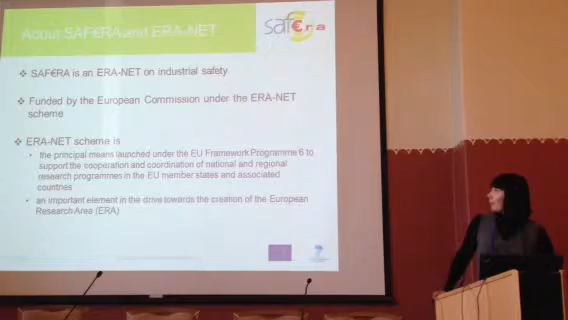 About SAF€RA and ERA-NET
saf€ra
❖ SAF€RA is an ERA-NET on industrial safety
❖ Funded by the European Commission under the ERA-NET
scheme
❖ ERA-NET scheme is
• the principal means launched under the EU Framework Programme 6 to
support the cooperation and coordination of national and regional
research programmes in the EU member states and associated
countries
• an important element in the drive towards the creation of the European
Research Area (ERA)